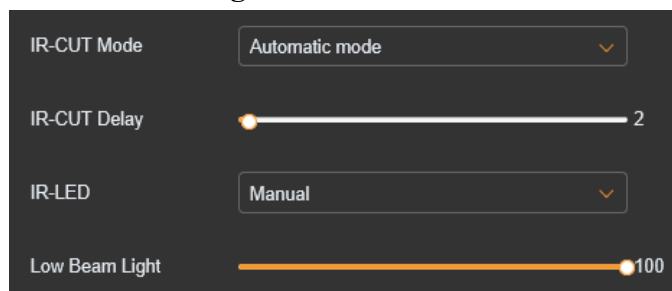 IR-CUT Mode Automatic mode
IR-CUT Delay 2
IR-LED Manual
Low Beam Light 100